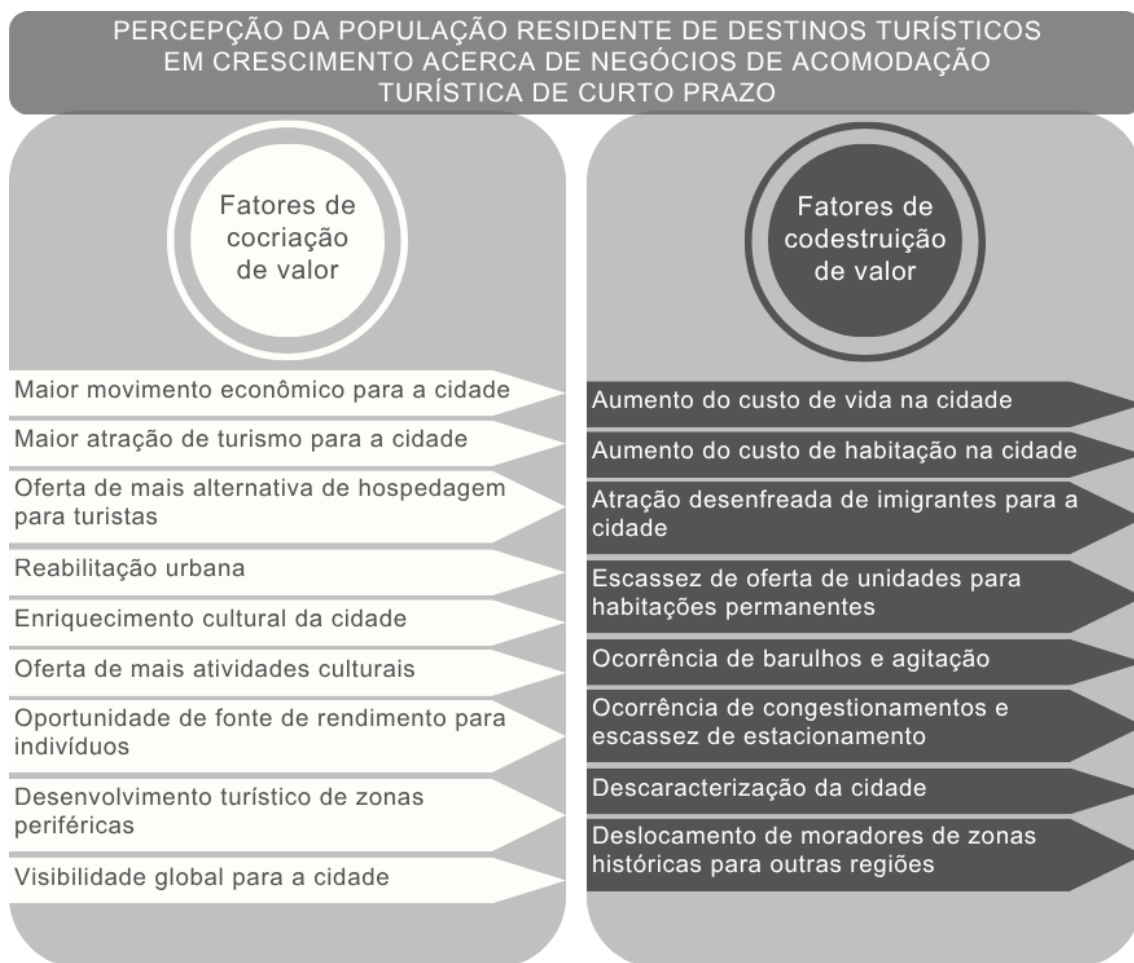 PERCEPÇÃO DA POPULAÇÃO RESIDENTE DE DESTINOS TURÍSTICOS
EM CRESCIMENTO ACERCA DE NEGÓCIOS DE ACOMODAÇÃO
TURÍSTICA DE CURTO PRAZO
Fatores de
cocriação
de valor
Maior movimento econômico para a cidade
Maior atração de turismo para a cidade
Oferta de mais alternativa de hospedagem
para turistas
Reabilitação urbana
Enriquecimento cultural da cidade
Oferta de mais atividades culturais
Oportunidade de fonte de rendimento para
indivíduos
Desenvolvimento turístico de zonas
periféricas
Visibilidade global para a cidade
Fatores de
codestruição
de valor
Aumento do custo de vida na cidade
Aumento do custo de habitação na cidade
Atração desenfreada de imigrantes para a
cidade
Escassez de oferta de unidades para
habitações permanentes
Ocorrência de barulhos e agitação
Ocorrência de congestionamentos e
escassez de estacionamento
Descaracterização da cidade
Deslocamento de moradores de zonas
históricas para outras regiões